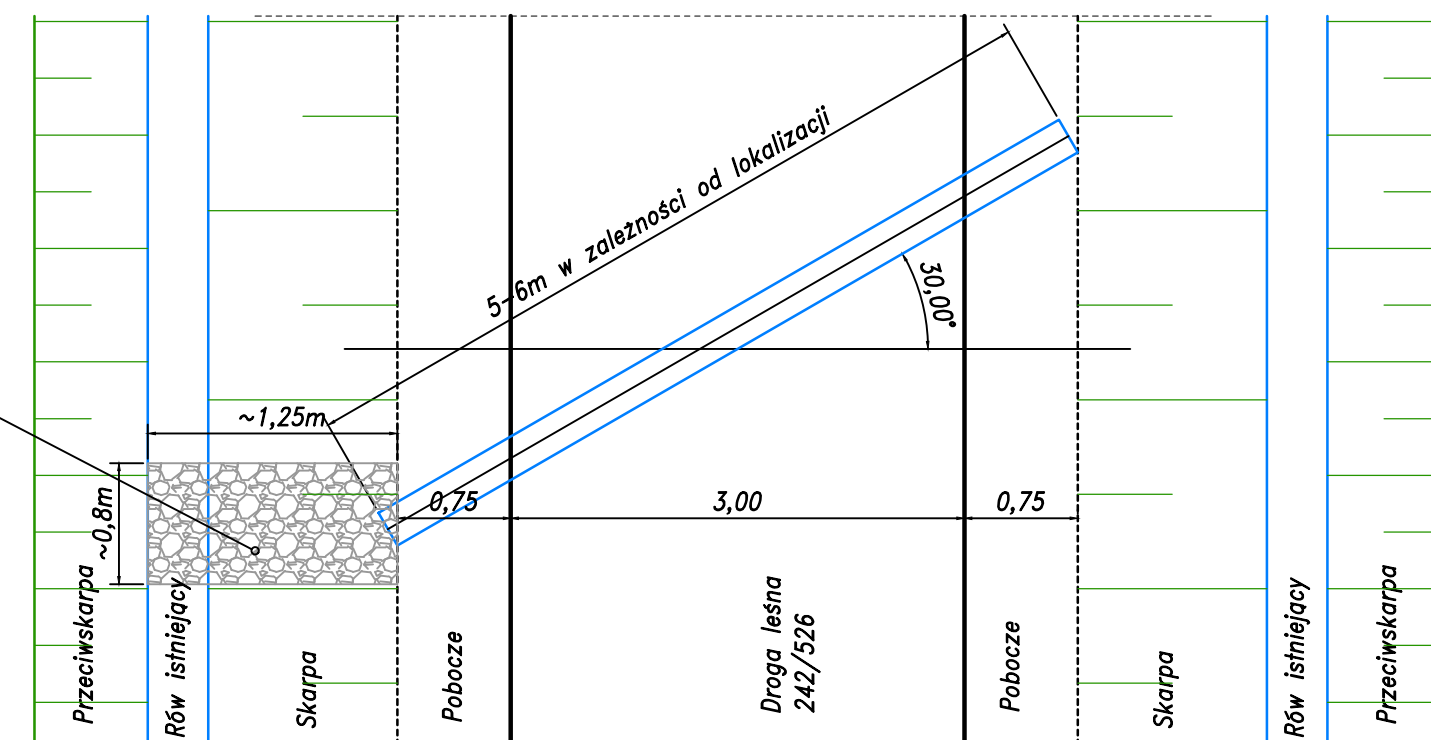 5-6m w zależności od lokalizacji
30,00°
~1,25m
~0,8m
0,75
3,00
0,75
Przeciwskarpa
Rów istniejący
Skarpa
Pobocze
Droga leśna
242/526
Pobocze
Skarpa
Rów istniejący
Przeciwskarpa